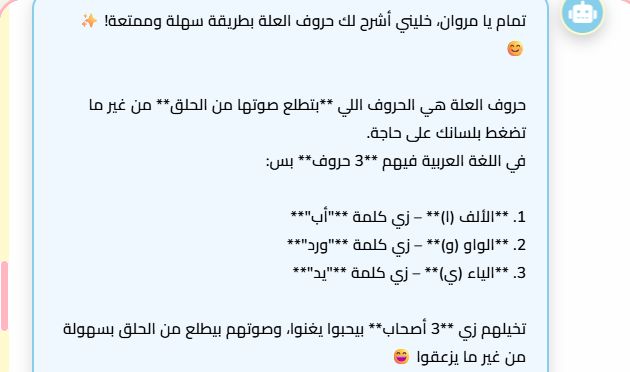 تمام يا مروان، خليني أشرح لك حروف العلة بطريقة سهلة وممتعة! ✨
😊
حروف العلة هي الحروف اللي **بتطلع صوتها من الحلق** من غير ما
تضغط بلسانك على حاجة.
في اللغة العربية فيهم **3 حروف** بس:
1. **الألف (ا)** – زي كلمة **"أب"**
2. **الواو (و)** – زي كلمة **"ورد"**
3. **الياء (ي)** – زي كلمة **"يد"**
تخيلهم زي **3 أصحاب** بيحبوا يغنوا، وصوتهم بيطلع من الحلق بسهولة
من غير ما يزعقوا 😄